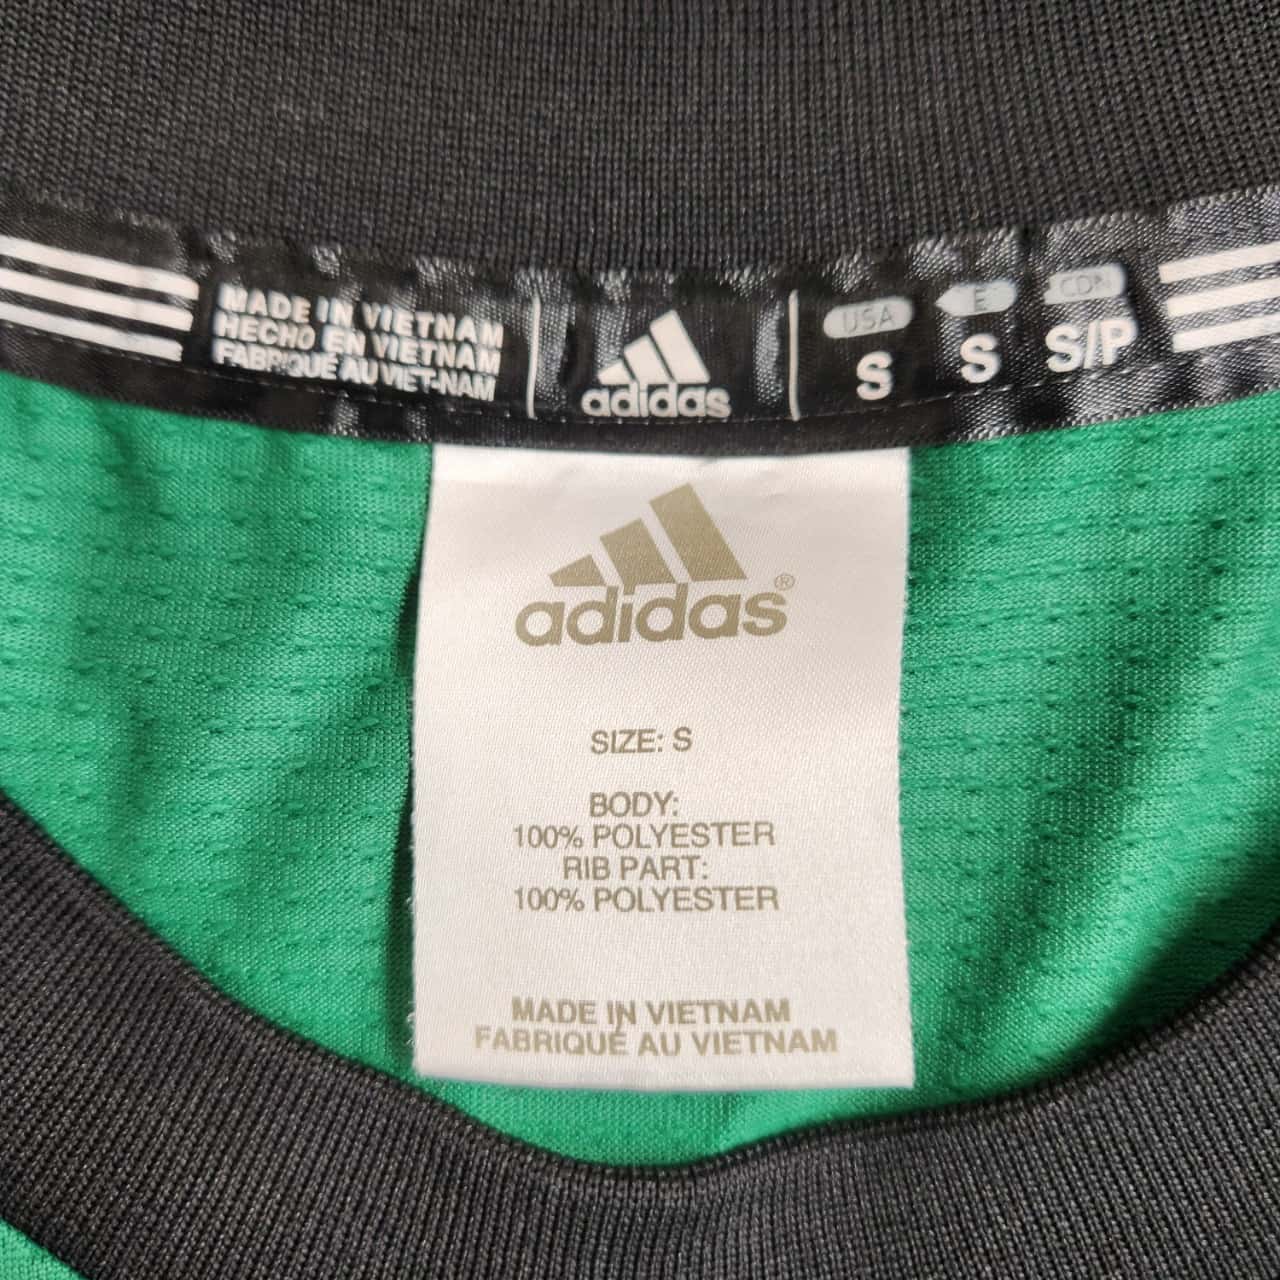 MADE IN VIETNAM
HECHO EN VIETNAM
FABRIQUE AU VIET-NAM
adidas
USA E CDN
S S S/P
adidas®
SIZE: S
BODY:
100% POLYESTER
RIB PART:
100% POLYESTER
MADE IN VIETNAM
FABRIQUÉ AU VIETNAM